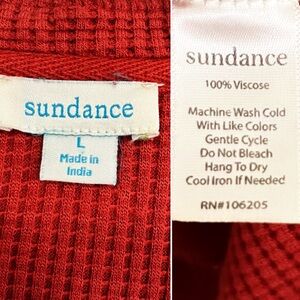 sundance
L
Made in
India
sundance
100% Viscose
Machine Wash Cold
With Like Colors
Gentle Cycle
Do Not Bleach
Hang To Dry
Cool Iron If Needed
RN#106205